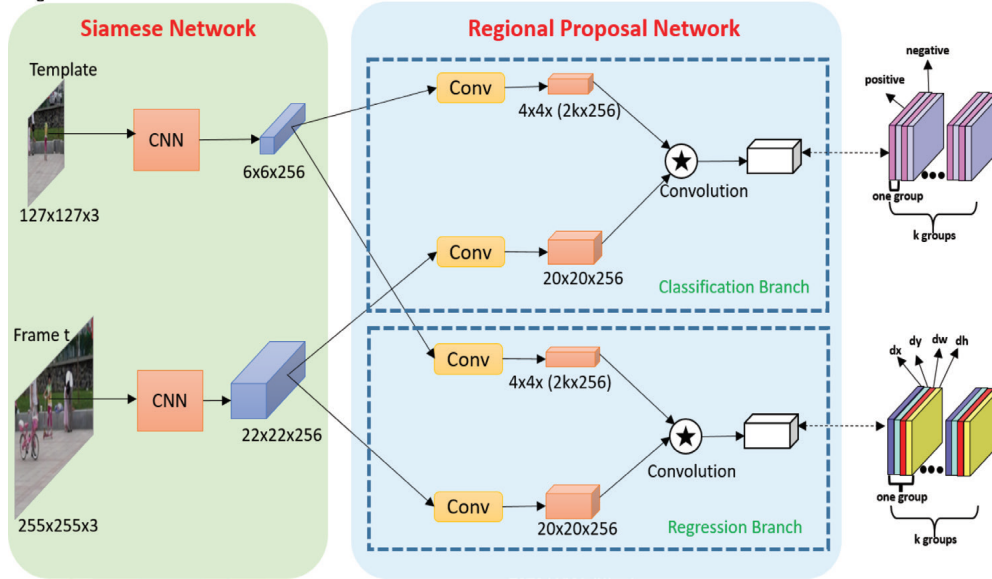 Siamese Network
Regional Proposal Network
Template
CNN
6x6x256
127x127x3
Frame t
CNN
22x22x256
255x255x3
Conv
4x4x (2kx256)
Convolution
Conv
20x20x256
Classification Branch
Conv
4x4x (2kx256)
Convolution
Conv
20x20x256
Regression Branch
negative
positive
one group
k groups
dx
dy
dw
dh
one group
k groups